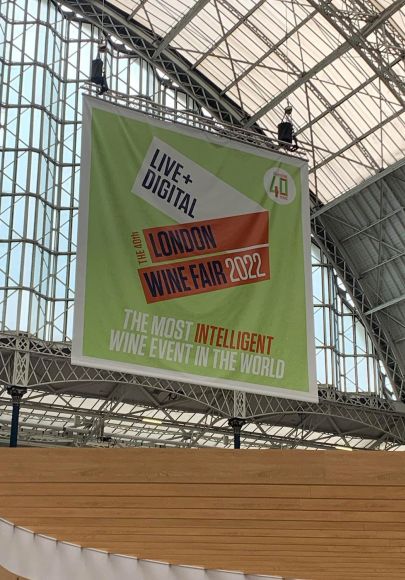 LIVE+
DIGITAL
40
THE 40th
LONDON
WINE FAIR 2022
THE MOST INTELLIGENT
WINE EVENT IN THE WORLD